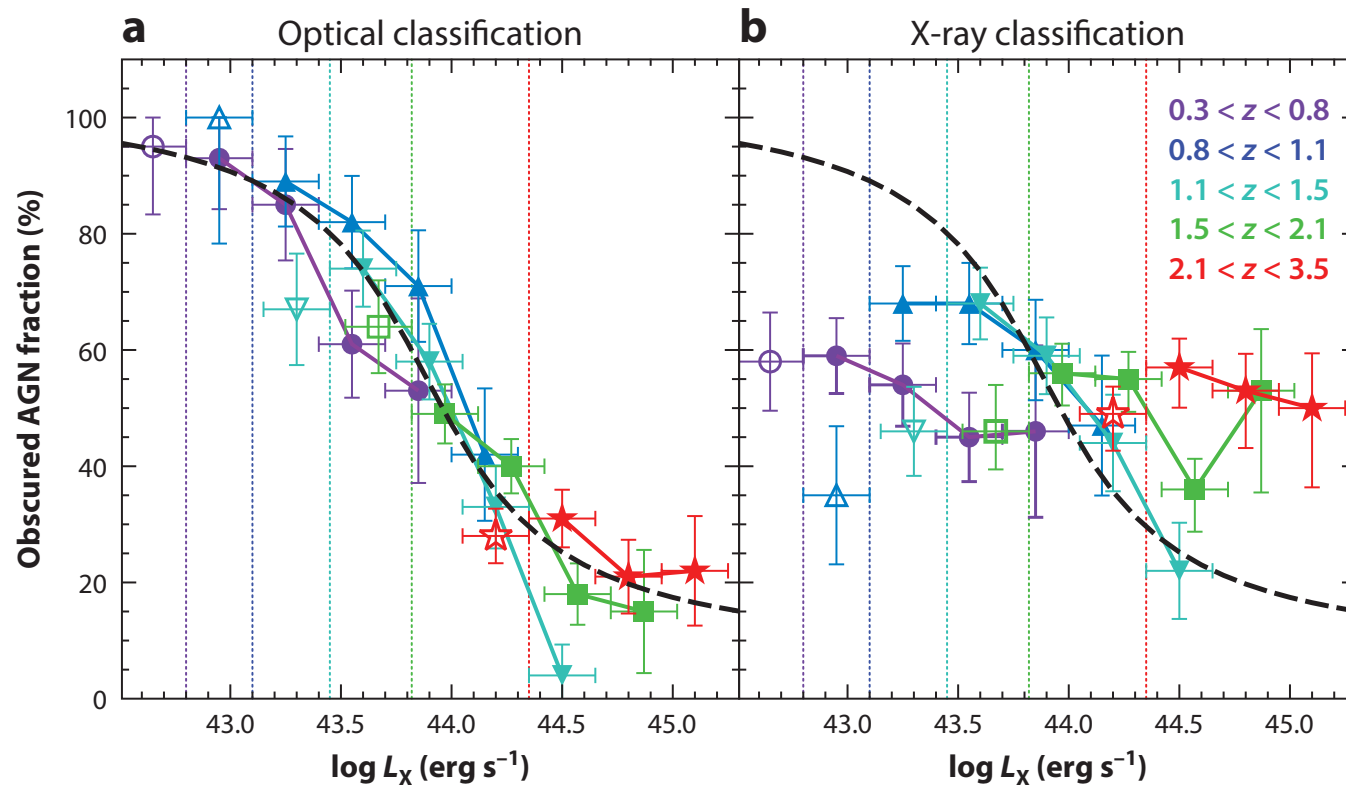 a Optical classification
b X-ray classification
Obscured AGN fraction (%)
100
80
60
40
20
0
0.3 < z < 0.8
0.8 < z < 1.1
1.1 < z < 1.5
1.5 < z < 2.1
2.1 < z < 3.5
43.0 43.5 44.0 44.5 45.0
43.0 43.5 44.0 44.5 45.0
log Lₓ (erg s⁻¹)
log Lₓ (erg s⁻¹)